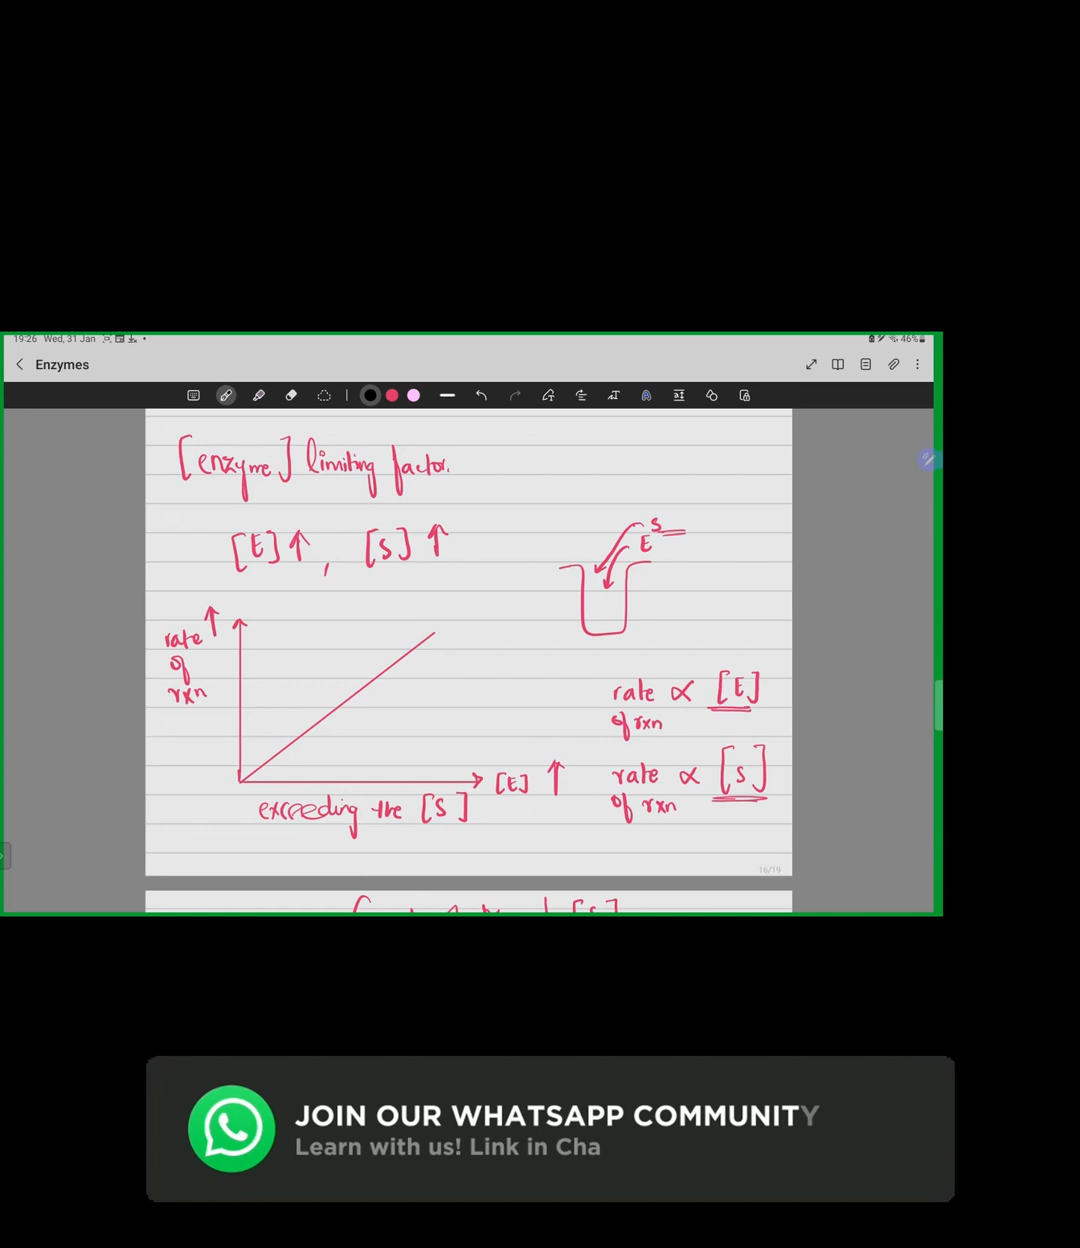 19:26 Wed, 31 Jan
46%
Enzymes
[enzyme] limiting factor.
[E]↑, [S]↑
S
E
rate ↑
of
rxn
[E] ↑
exceeding the [S]
rate ∝ [E]
of rxn
rate ∝ [S]
of rxn
16/19
[S]
JOIN OUR WHATSAPP COMMUNITY
Learn with us! Link in Cha